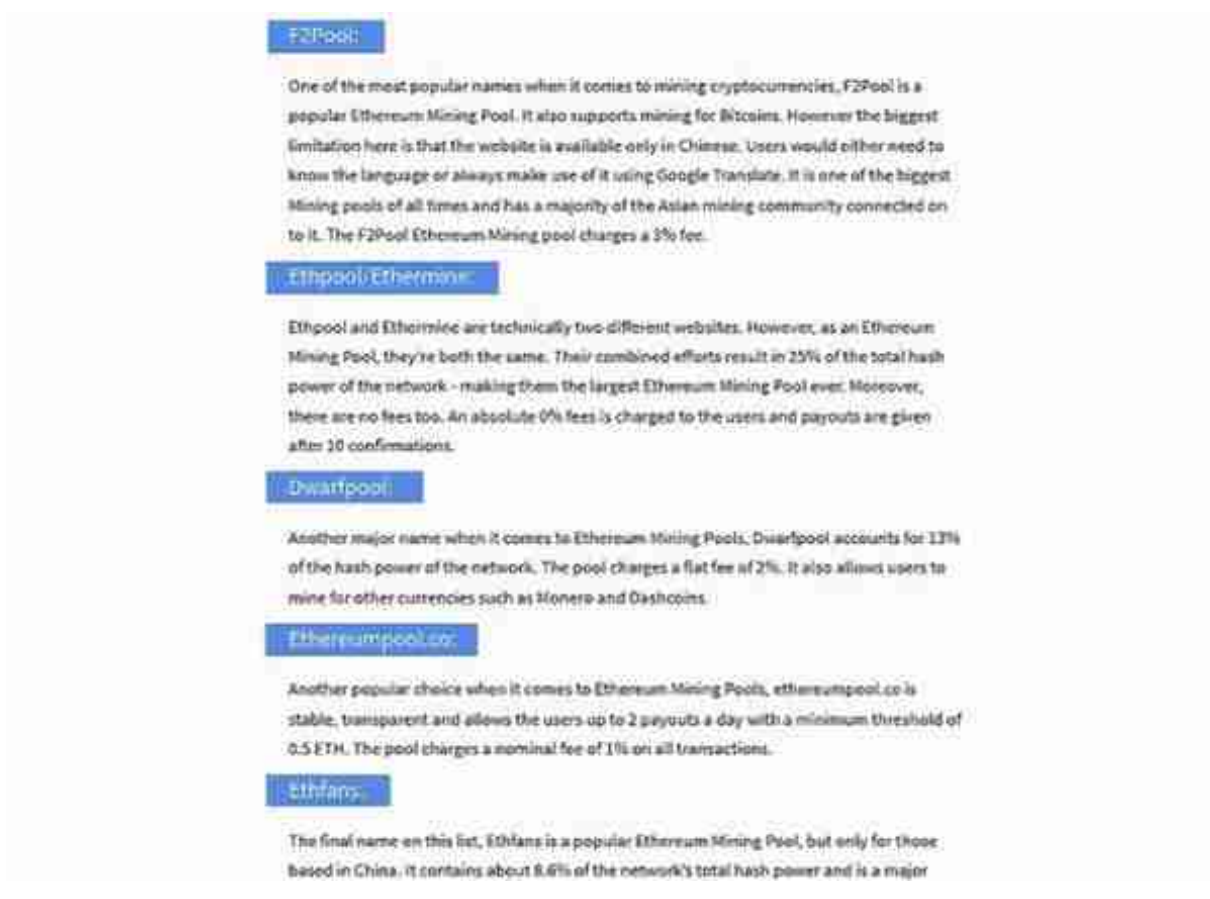 F2Pool:
One of the most popular names when it comes to mining cryptocurrencies, F2Pool is a
popular Ethereum Mining Pool. It also supports mining for Bitcoins. However the biggest
limitation here is that the website is available only in Chinese. Users would either need to
know the language or always make use of it using Google Translate. It is one of the biggest
Mining pools of all times and has a majority of the Asian mining community connected on
to it. The F2Pool Ethereum Mining pool charges a 3% fee.
Ethpool/Ethermine:
Ethpool and Ethermine are technically two different websites. However, as an Ethereum
Mining Pool, they're both the same. Their combined efforts result in 25% of the total hash
power of the network - making them the largest Ethereum Mining Pool ever. Moreover,
there are no fees too. An absolute 0% fees is charged to the users and payouts are given
after 10 confirmations.
Dwarfpool:
Another major name when it comes to Ethereum Mining Pools, Dwarfpool accounts for 13%
of the hash power of the network. The pool charges a flat fee of 2%. It also allows users to
mine for other currencies such as Monero and Dashcoins.
Ethereumpool.co:
Another popular choice when it comes to Ethereum Mining Pools, ethereumpool.co is
stable, transparent and allows the users up to 2 payouts a day with a minimum threshold of
0.5 ETH. The pool charges a nominal fee of 1% on all transactions.
Ethfans:
The final name on this list, Ethfans is a popular Ethereum Mining Pool, but only for those
based in China. It contains about 8.6% of the network's total hash power and is a major